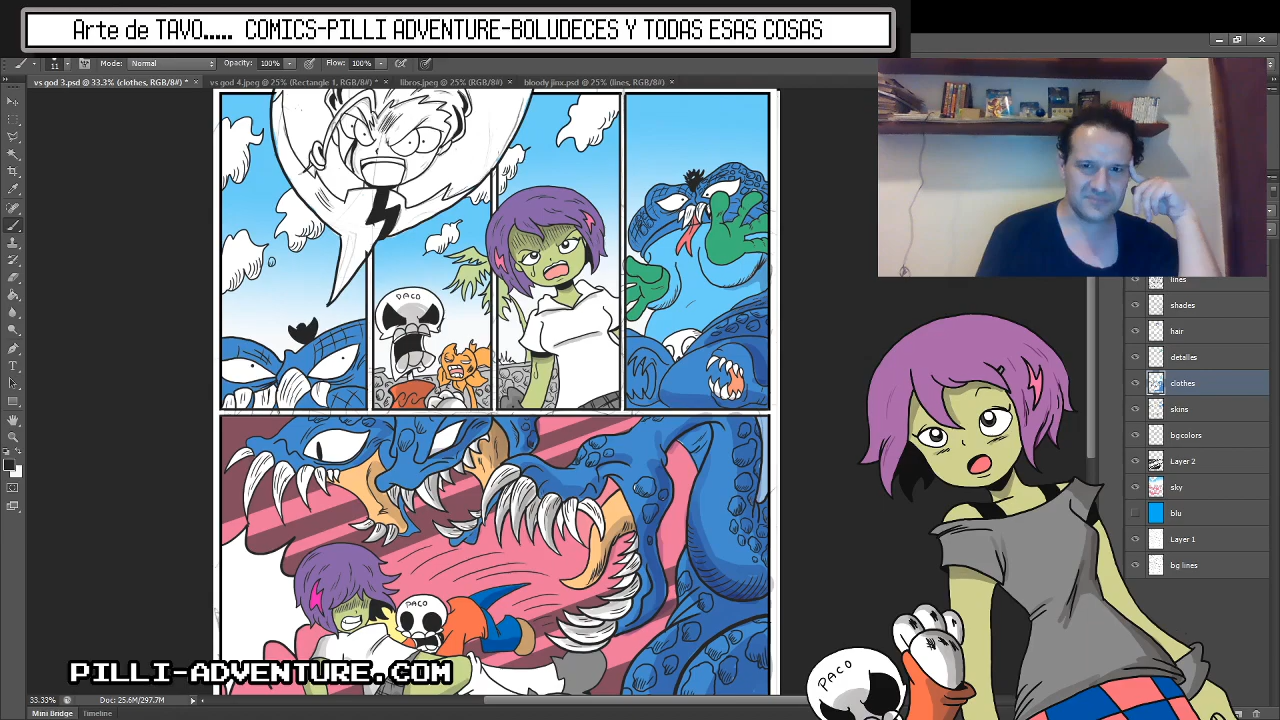 Arte de TAVO..... COMICS-PILLI ADVENTURE-BOLUDECES Y TODAS ESAS COSAS
11 Mode: Normal Opacity: 100% Flow: 100%
vs god 3.psd @ 33.3% (clothes, RGB/8#) * × vs god 4.jpeg @ 25% (Rectangle 1, RGB/8#) * × libros.jpeg @ 25% (RGB/8#) × bloody jinx.psd @ 25% (lines, RGB/8#) ×
PACO
PACO
lines
shades
hair
detalles
clothes
skins
bgcolors
Layer 2
sky
blu
Layer 1
bg lines
PACO
PILLI-ADVENTURE.COM
33.33% Doc: 25.6M/297.7M
Mini Bridge Timeline